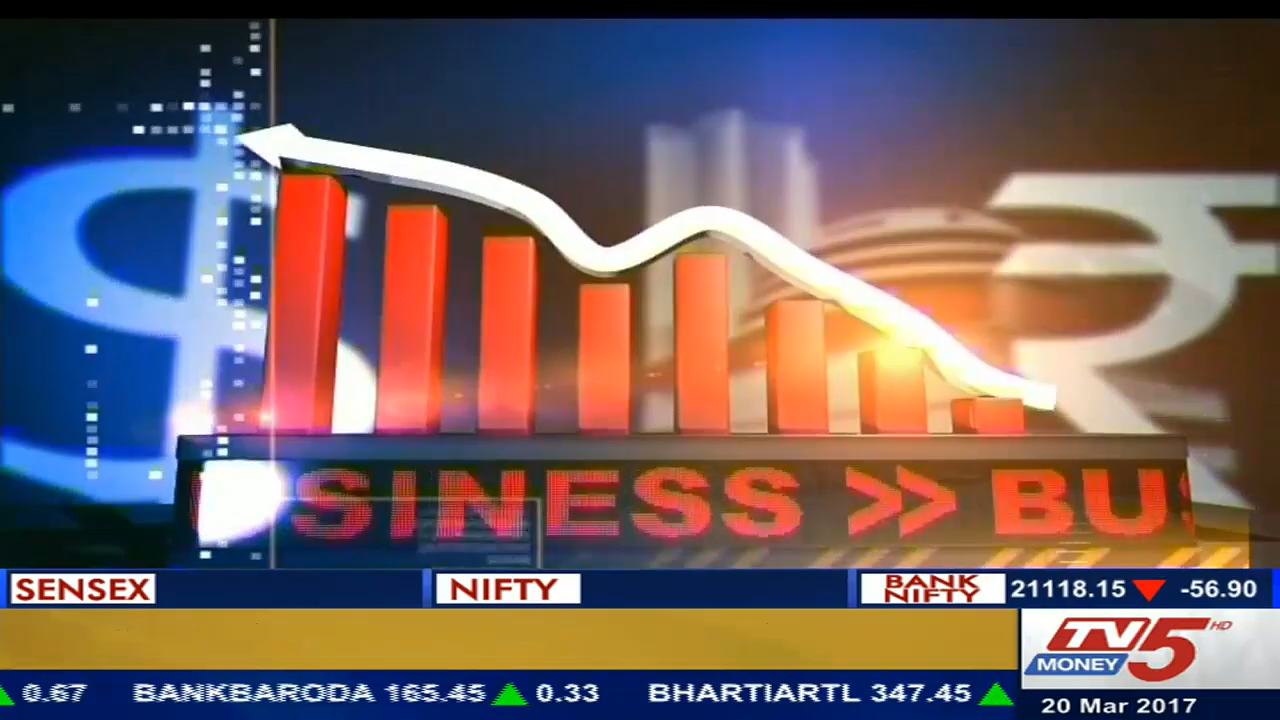 SINESS >> BU
SENSEX NIFTY BANK NIFTY 21118.15 ▼ -56.90
TV5 HD
MONEY
▲ 0.67 BANKBARODA 165.45 ▲ 0.33 BHARTIARTL 347.45 ▲
20 Mar 2017